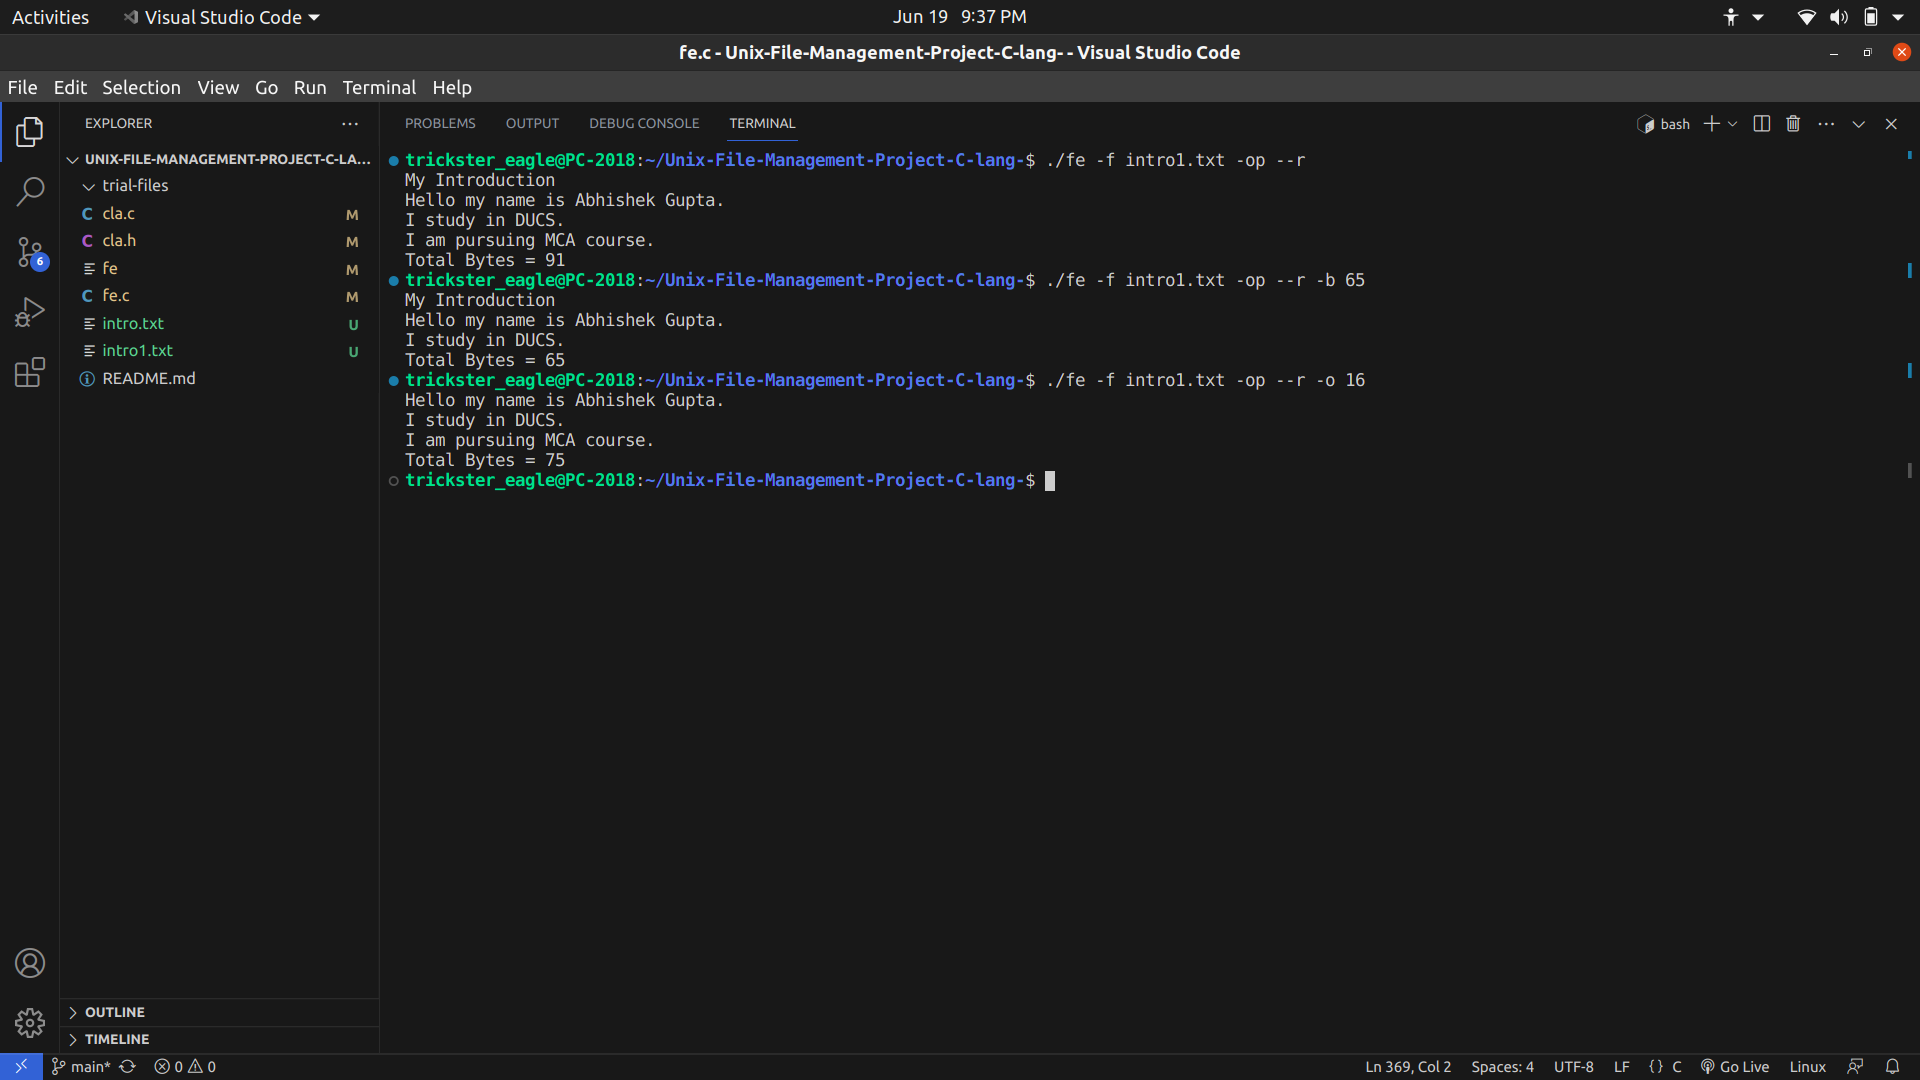 Activities Visual Studio Code Jun 19 9:37 PM
fe.c - Unix-File-Management-Project-C-lang- - Visual Studio Code
File Edit Selection View Go Run Terminal Help
EXPLORER
UNIX-FILE-MANAGEMENT-PROJECT-C-LA...
trial-files
C cla.c M
C cla.h M
fe M
C fe.c M
intro.txt U
intro1.txt U
README.md
6
OUTLINE
TIMELINE
PROBLEMS OUTPUT DEBUG CONSOLE TERMINAL bash
trickster_eagle@PC-2018:~/Unix-File-Management-Project-C-lang-$ ./fe -f intro1.txt -op --r
My Introduction
Hello my name is Abhishek Gupta.
I study in DUCS.
I am pursuing MCA course.
Total Bytes = 91
trickster_eagle@PC-2018:~/Unix-File-Management-Project-C-lang-$ ./fe -f intro1.txt -op --r -b 65
My Introduction
Hello my name is Abhishek Gupta.
I study in DUCS.
Total Bytes = 65
trickster_eagle@PC-2018:~/Unix-File-Management-Project-C-lang-$ ./fe -f intro1.txt -op --r -o 16
Hello my name is Abhishek Gupta.
I study in DUCS.
I am pursuing MCA course.
Total Bytes = 75
trickster_eagle@PC-2018:~/Unix-File-Management-Project-C-lang-$
main* 0 0 Ln 369, Col 2 Spaces: 4 UTF-8 LF {} C Go Live Linux